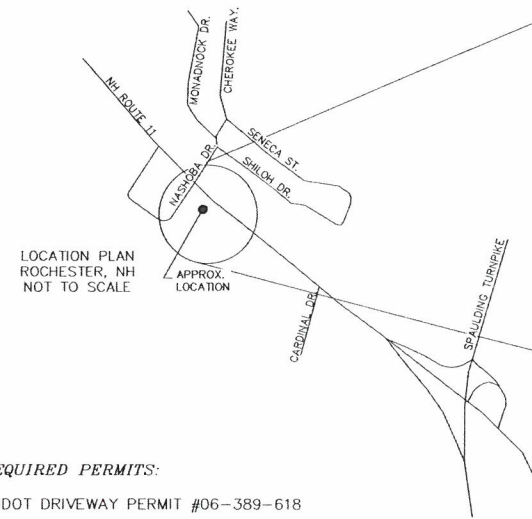 MONADNOCK DR.
CHEROKEE WAY.
NH ROUTE 11
SENECA ST.
NASHOBA DR.
SHILOH DR.
LOCATION PLAN
ROCHESTER, NH
NOT TO SCALE
APPROX.
LOCATION
SPAULDING TURNPIKE
CARDINAL DR.
EQUIRED PERMITS:
DOT DRIVEWAY PERMIT #06-389-618